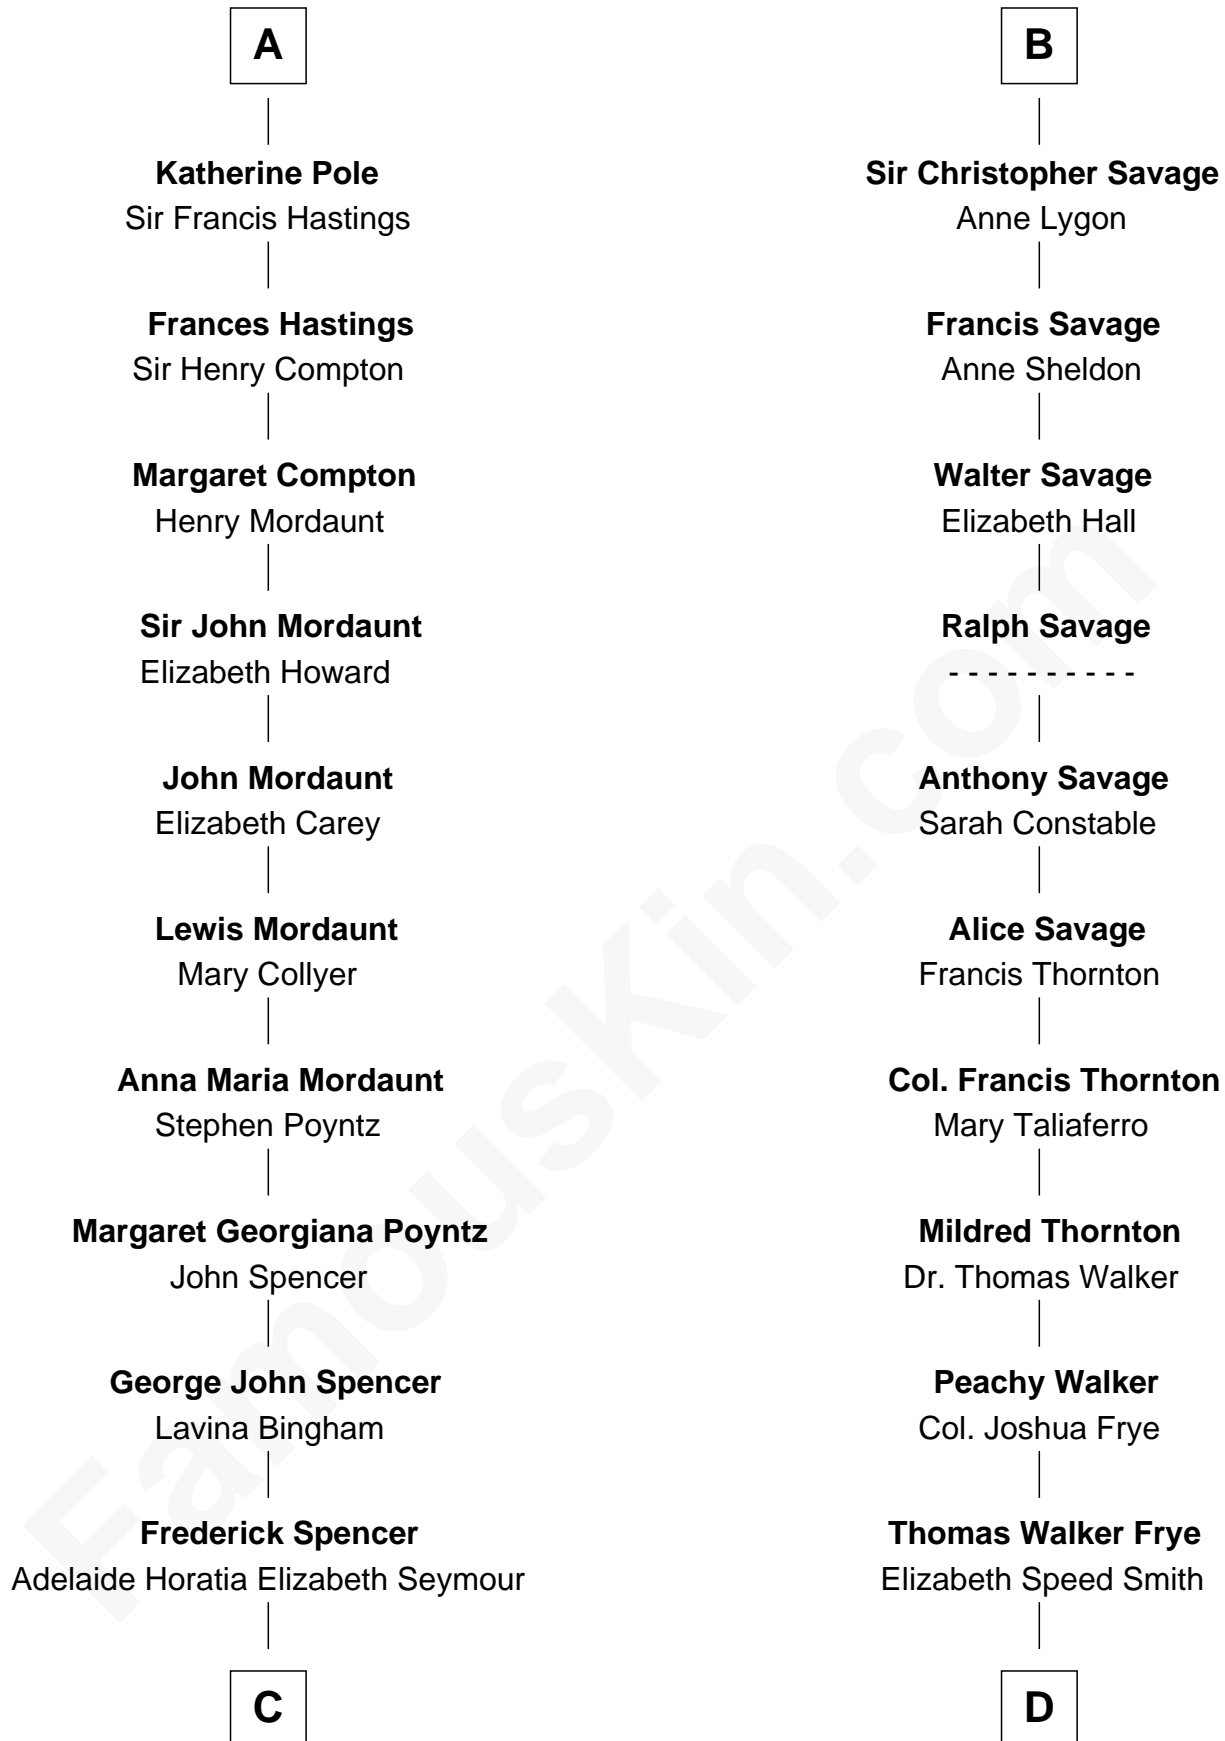 A
Katherine Pole
Sir Francis Hastings
Frances Hastings
Sir Henry Compton
Margaret Compton
Henry Mordaunt
Sir John Mordaunt
Elizabeth Howard
John Mordaunt
Elizabeth Carey
Lewis Mordaunt
Mary Collyer
Anna Maria Mordaunt
Stephen Poyntz
Margaret Georgiana Poyntz
John Spencer
George John Spencer
Lavina Bingham
Frederick Spencer
Adelaide Horatia Elizabeth Seymour
C
B
Sir Christopher Savage
Anne Lygon
Francis Savage
Anne Sheldon
Walter Savage
Elizabeth Hall
Ralph Savage
- - - - - - - - - -
Anthony Savage
Sarah Constable
Alice Savage
Francis Thornton
Col. Francis Thornton
Mary Taliaferro
Mildred Thornton
Dr. Thomas Walker
Peachy Walker
Col. Joshua Frye
Thomas Walker Frye
Elizabeth Speed Smith
D
FamousKin.com